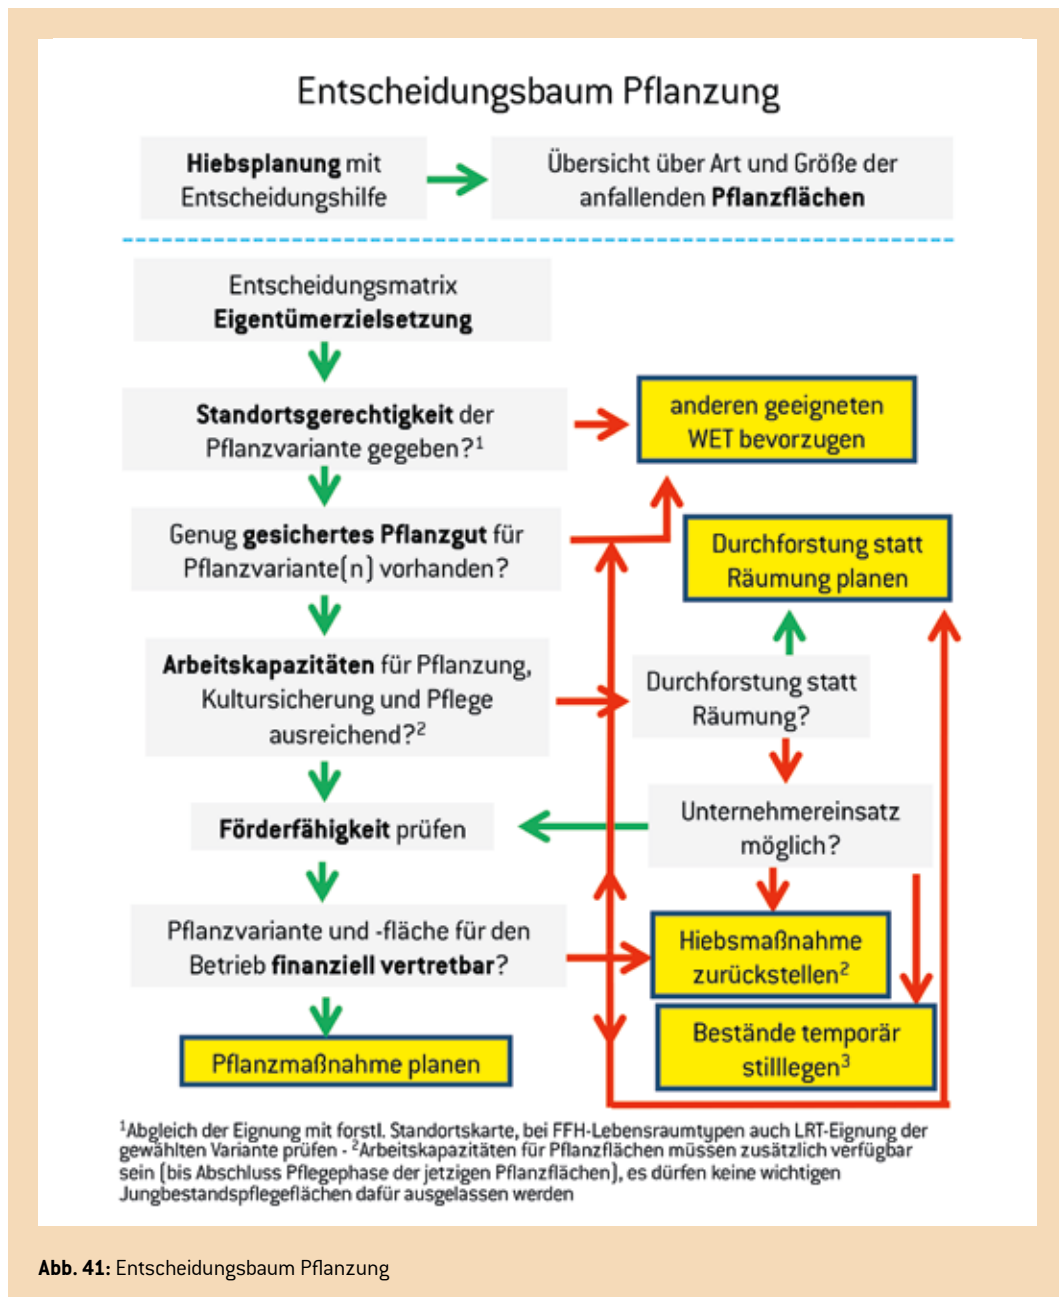 Entscheidungsbaum Pflanzung
Hiebsplanung mit
Entscheidungshilfe
Übersicht über Art und Größe der
anfallenden Pflanzflächen
Entscheidungsmatrix
Eigentümerzielsetzung
Standortsgerechtigkeit der
Pflanzvariante gegeben?¹
anderen geeigneten
WET bevorzugen
Genug gesichertes Pflanzgut für
Pflanzvariante(n) vorhanden?
Durchforstung statt
Räumung planen
Arbeitskapazitäten für Pflanzung,
Kultursicherung und Pflege
ausreichend?²
Durchforstung statt
Räumung?
Förderfähigkeit prüfen
Unternehmereinsatz
möglich?
Pflanzvariante und -fläche für den
Betrieb finanziell vertretbar?
Hiebsmaßnahme
zurückstellen²
Pflanzmaßnahme planen
Bestände temporär
stilllegen³
¹Abgleich der Eignung mit forstl. Standortskarte, bei FFH-Lebensraumtypen auch LRT-Eignung der
gewählten Variante prüfen - ²Arbeitskapazitäten für Pflanzflächen müssen zusätzlich verfügbar
sein (bis Abschluss Pflegephase der jetzigen Pflanzflächen), es dürfen keine wichtigen
Jungbestandspflegeflächen dafür ausgelassen werden
Abb. 41: Entscheidungsbaum Pflanzung